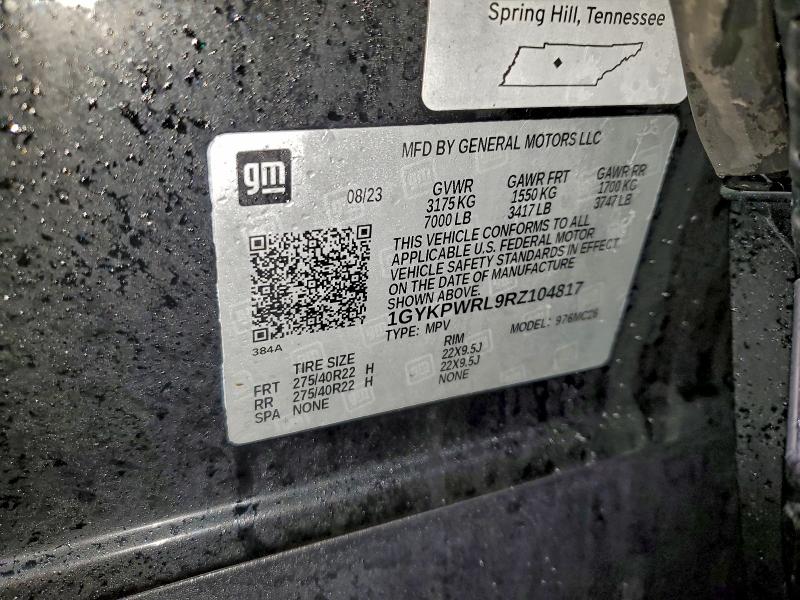 Spring Hill, Tennessee
MFD BY GENERAL MOTORS LLC
gm
08/23
GVWR GAWR FRT GAWR RR
3175 KG 1550 KG 1700 KG
7000 LB 3417 LB 3747 LB
THIS VEHICLE CONFORMS TO ALL
APPLICABLE U.S. FEDERAL MOTOR
VEHICLE SAFETY STANDARDS IN EFFECT
ON THE DATE OF MANUFACTURE
SHOWN ABOVE.
1GYKPWRL9RZ104817
TYPE: MPV MODEL: 976MC26
384A
TIRE SIZE RIM
FRT 275/40R22 H 22X9.5J
RR 275/40R22 H 22X9.5J
SPA NONE NONE